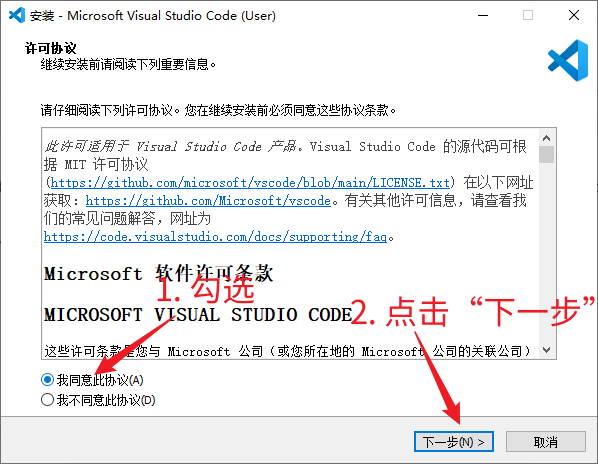 安装 - Microsoft Visual Studio Code (User)
许可协议
继续安装前请阅读下列重要信息。
请仔细阅读下列许可协议。您在继续安装前必须同意这些协议条款。
此许可适用于 Visual Studio Code 产品。Visual Studio Code 的源代码可根
据 MIT 许可协议
(https://github.com/microsoft/vscode/blob/main/LICENSE.txt) 在以下网址
获取：https://github.com/Microsoft/vscode。有关其他许可信息，请查看我
们的常见问题解答，网址为
https://code.visualstudio.com/docs/supporting/faq。
Microsoft 软件许可条款
1. 勾选
MICROSOFT VISUAL STUDIO CODE
2. 点击“下一步”
这些许可条款是您与 Microsoft 公司（或您所在地的 Microsoft 公司的关联公司）
我同意此协议(A)
我不同意此协议(D)
下一步(N) >
取消